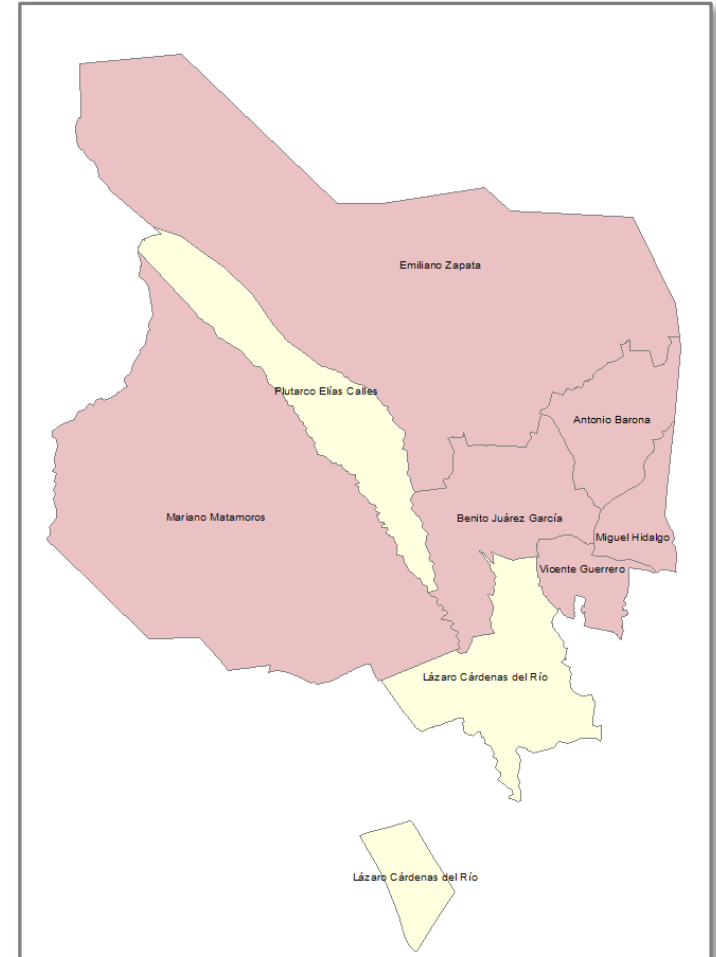 Emiliano Zapata
Plutarco Elías Calles
Antonio Barona
Mariano Matamoros
Benito Juárez García
Miguel Hidalgo
Vicente Guerrero
Lázaro Cárdenas del Río
Lázaro Cárdenas del Río